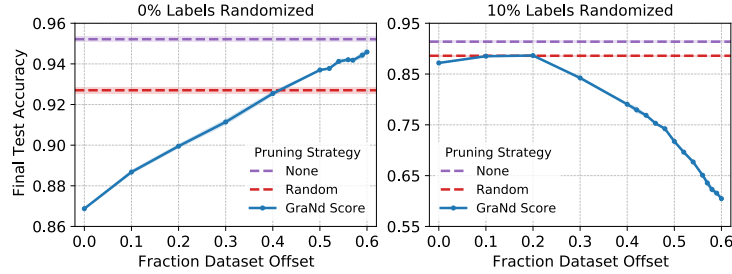 0% Labels Randomized
0.96
0.94
0.92
0.90
0.88
0.86
Final Test Accuracy
Pruning Strategy
None
Random
GraNd Score
0.0 0.1 0.2 0.3 0.4 0.5 0.6
Fraction Dataset Offset
10% Labels Randomized
0.95
0.85
0.75
0.65
0.55
Pruning Strategy
None
Random
GraNd Score
0.0 0.1 0.2 0.3 0.4 0.5 0.6
Fraction Dataset Offset